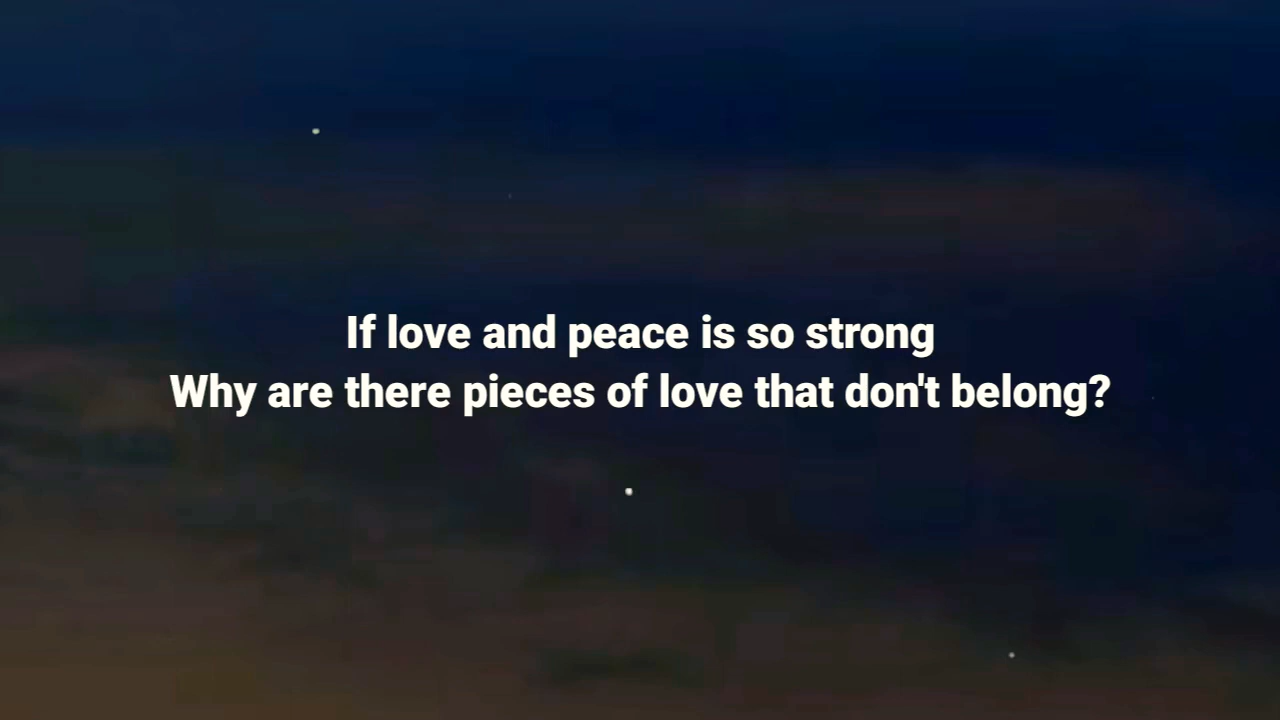 If love and peace is so strong
Why are there pieces of love that don't belong?